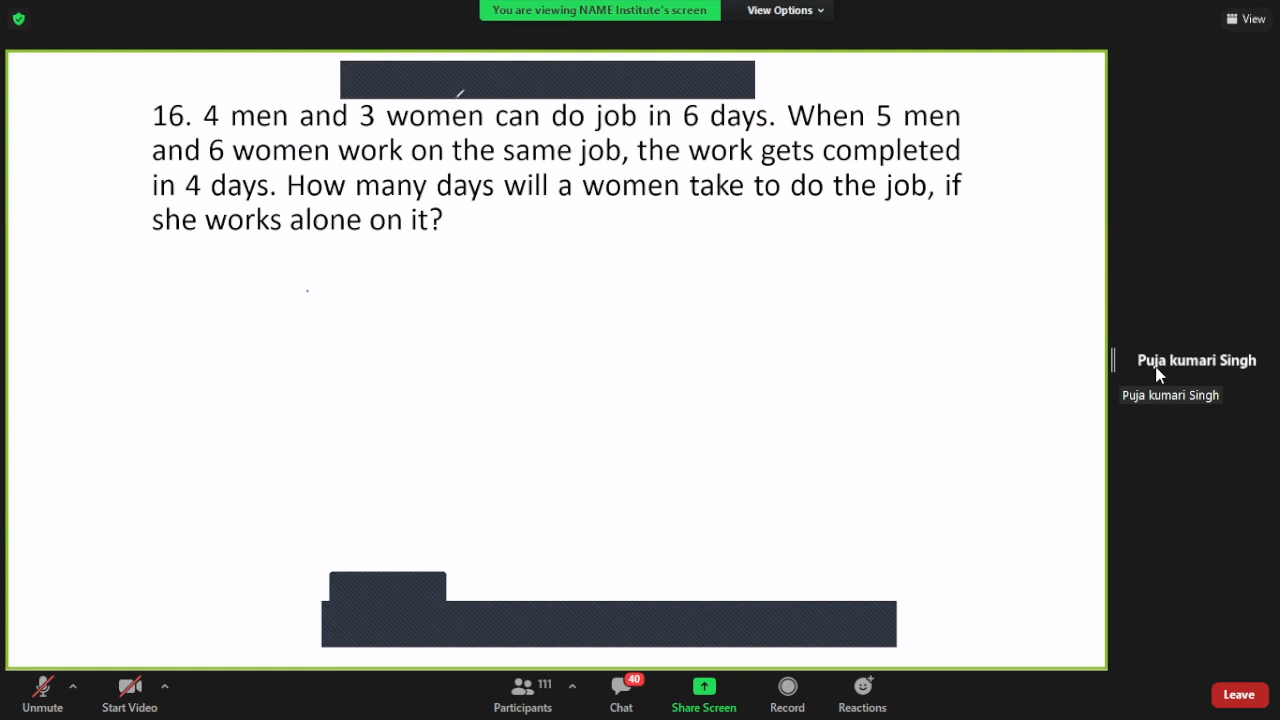 You are viewing NAME Institute's screen
View Options
View
16. 4 men and 3 women can do job in 6 days. When 5 men
and 6 women work on the same job, the work gets completed
in 4 days. How many days will a women take to do the job, if
she works alone on it?
Puja kumari Singh
Puja kumari Singh
Unmute
Start Video
Participants
111
Chat
40
Share Screen
Record
Reactions
Leave